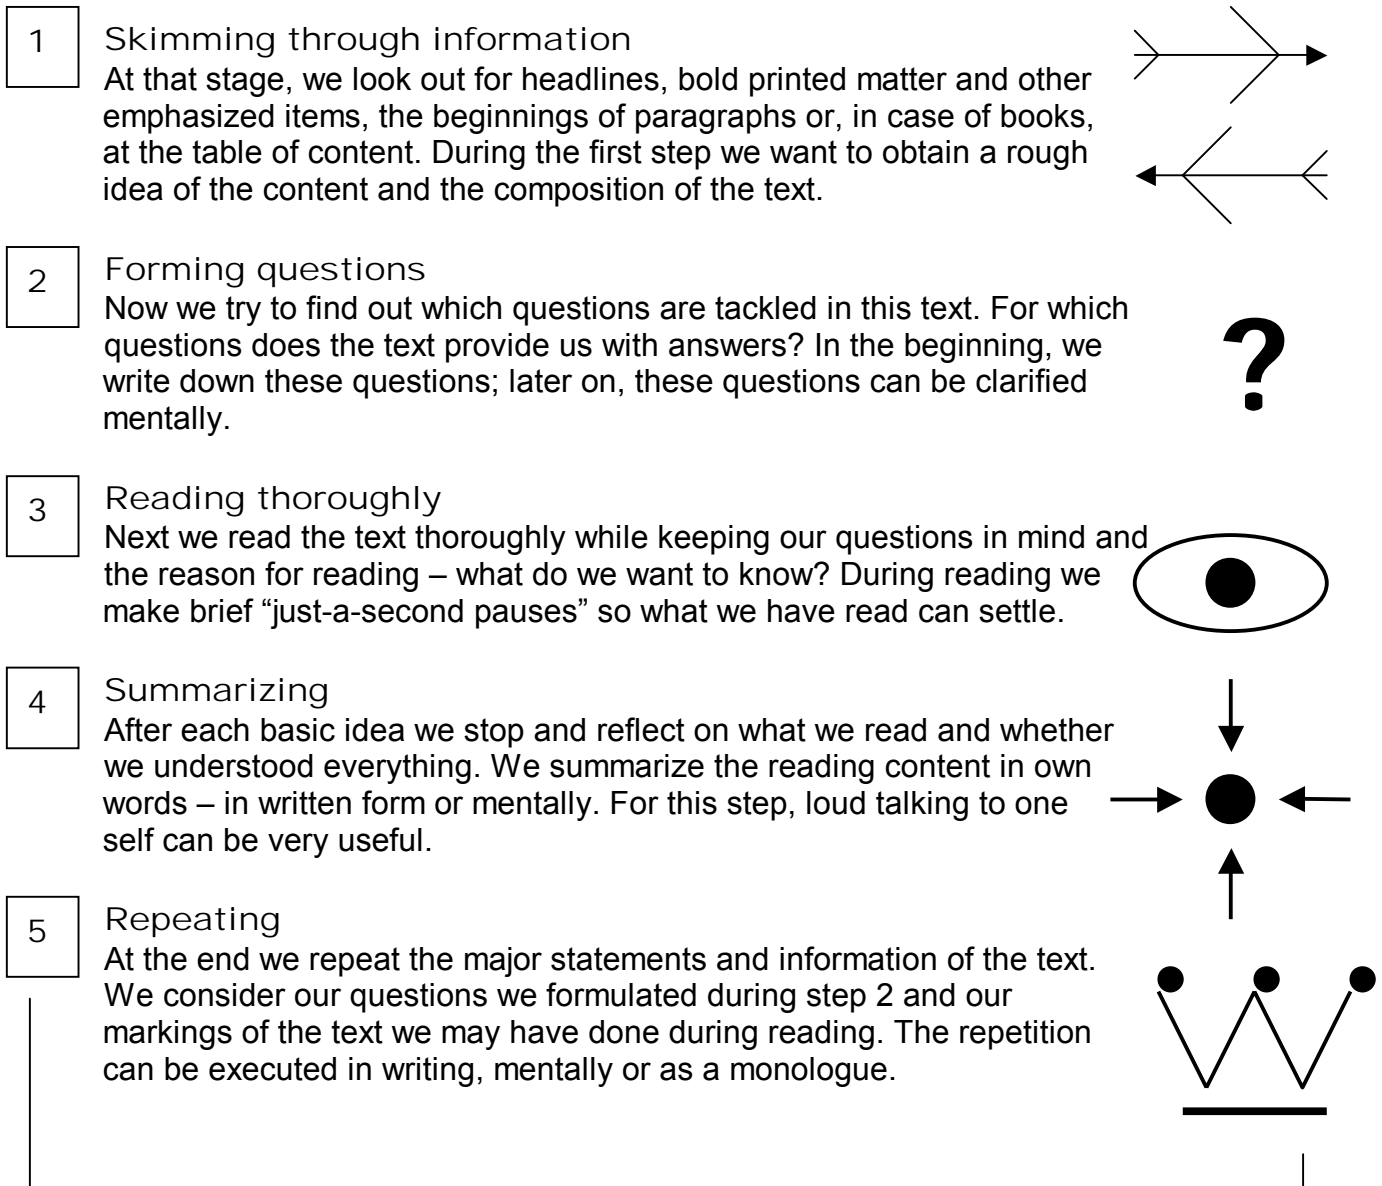 1
Skimming through information
At that stage, we look out for headlines, bold printed matter and other
emphasized items, the beginnings of paragraphs or, in case of books,
at the table of content. During the first step we want to obtain a rough
idea of the content and the composition of the text.
2
Forming questions
Now we try to find out which questions are tackled in this text. For which
questions does the text provide us with answers? In the beginning, we
write down these questions; later on, these questions can be clarified
mentally.
?
3
Reading thoroughly
Next we read the text thoroughly while keeping our questions in mind and
the reason for reading – what do we want to know? During reading we
make brief “just-a-second pauses” so what we have read can settle.
4
Summarizing
After each basic idea we stop and reflect on what we read and whether
we understood everything. We summarize the reading content in own
words – in written form or mentally. For this step, loud talking to one
self can be very useful.
5
Repeating
At the end we repeat the major statements and information of the text.
We consider our questions we formulated during step 2 and our
markings of the text we may have done during reading. The repetition
can be executed in writing, mentally or as a monologue.